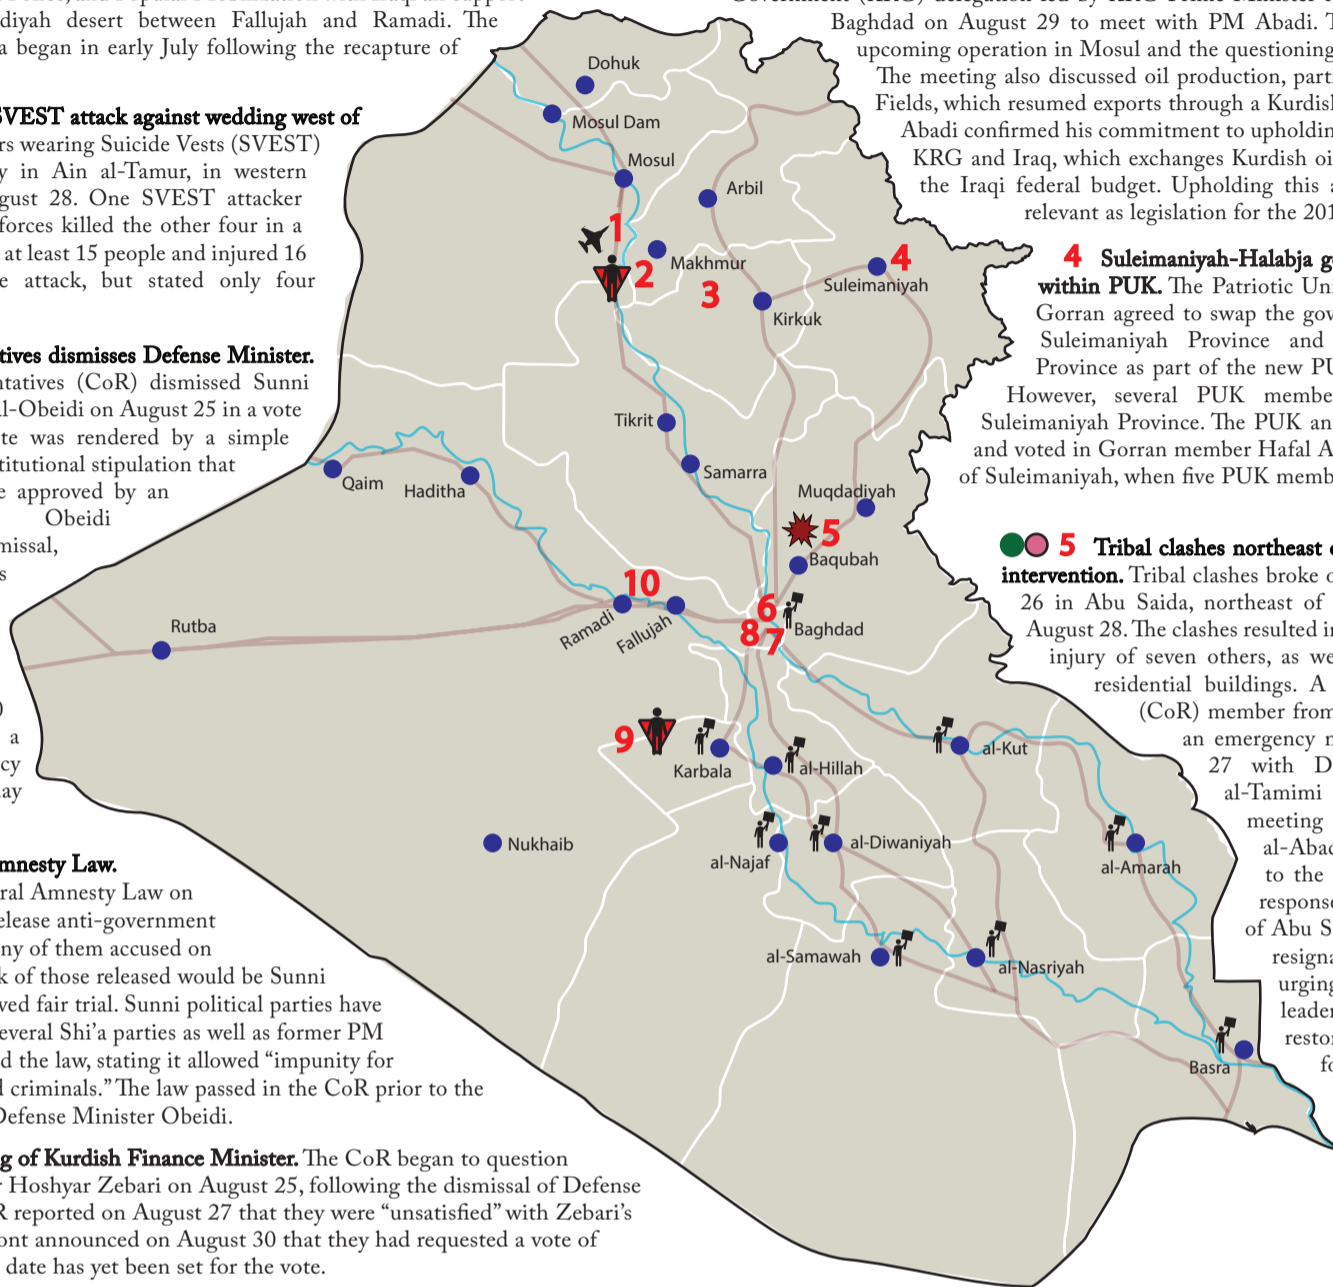 adiyah desert between Fallujah and Ramadi. The
a began in early July following the recapture of
SVEST attack against wedding west of
rs wearing Suicide Vests (SVEST)
y in Ain al-Tamur, in western
gust 28. One SVEST attacker
forces killed the other four in a
at least 15 people and injured 16
e attack, but stated only four
tives dismisses Defense Minister.
ntatives (CoR) dismissed Sunni
al-Obeidi on August 25 in a vote
te was rendered by a simple
titutional stipulation that
e approved by an
Obeidi
missal,
s
)
a
cy
ay
mnesty Law.
ral Amnesty Law on
elease anti-government
ny of them accused on
k of those released would be Sunni
ved fair trial. Sunni political parties have
everal Shi’a parties as well as former PM
d the law, stating it allowed “impunity for
l criminals.” The law passed in the CoR prior to the
Defense Minister Obeidi.
g of Kurdish Finance Minister. The CoR began to question
r Hoshyar Zebari on August 25, following the dismissal of Defense
R reported on August 27 that they were “unsatisfied” with Zebari’s
ont announced on August 30 that they had requested a vote of
date has yet been set for the vote.
Dohuk
Mosul Dam
Mosul
Arbil
1
2
Makhmur
3
4
Suleimaniyah
Kirkuk
Tikrit
Samarra
Qaim
Haditha
Muqdadiyah
5
Baqubah
10
Ramadi
Fallujah
6
8
7
Baghdad
Rutba
9
Karbala
al-Hillah
al-Kut
Nukhaib
al-Najaf
al-Diwaniyah
al-Amarah
al-Samawah
al-Nasriyah
Basra
Baghdad on August 29 to meet with PM Abadi. T
upcoming operation in Mosul and the questioning
The meeting also discussed oil production, parti
Fields, which resumed exports through a Kurdish
Abadi confirmed his commitment to upholdin
KRG and Iraq, which exchanges Kurdish oi
the Iraqi federal budget. Upholding this a
relevant as legislation for the 201
4 Suleimaniyah-Halabja go
within PUK. The Patriotic Uni
Gorran agreed to swap the gov
Suleimaniyah Province and
Province as part of the new PU
However, several PUK membe
Suleimaniyah Province. The PUK an
and voted in Gorran member Hafal A
of Suleimaniyah, when five PUK memb
5 Tribal clashes northeast o
intervention. Tribal clashes broke o
26 in Abu Saida, northeast of
August 28. The clashes resulted in
injury of seven others, as we
residential buildings. A
(CoR) member from
an emergency m
27 with D
al-Tamimi
meeting
al-Abad
to the
response
of Abu S
resigna
urging
leader
resto
fo